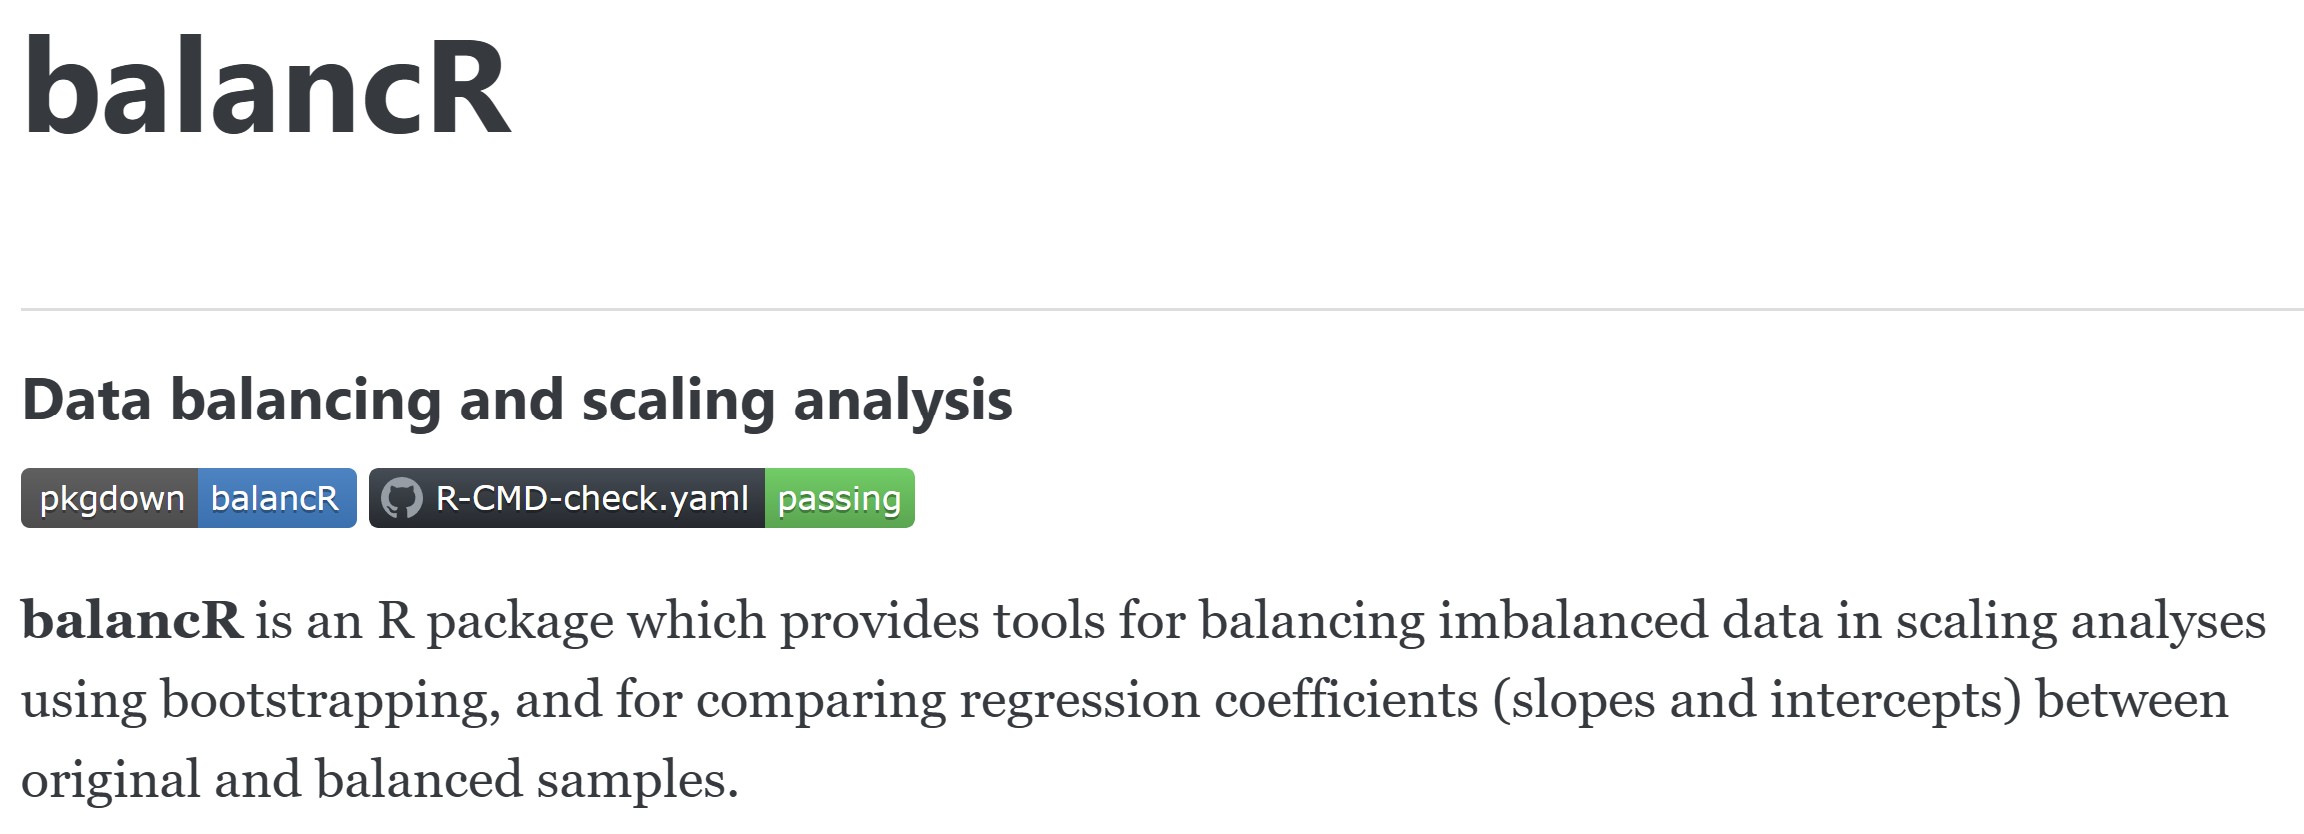 balancR
Data balancing and scaling analysis
pkgdown balancR R-CMD-check.yaml passing
balancR is an R package which provides tools for balancing imbalanced data in scaling analyses
using bootstrapping, and for comparing regression coefficients (slopes and intercepts) between
original and balanced samples.